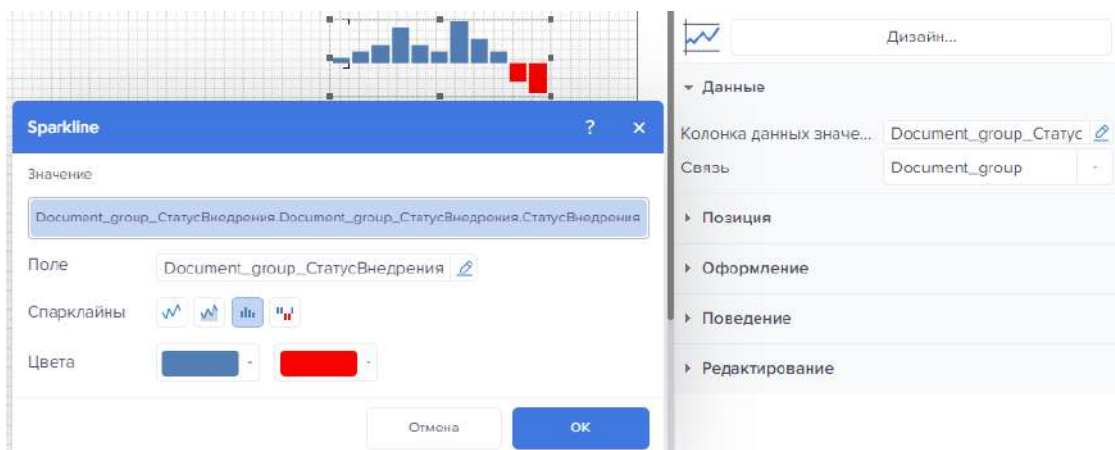 Дизайн...
Данные
Колонка данных значе... Document_group_Статус
Связь Document_group
Позиция
Оформление
Поведение
Редактирование
Sparkline ? ×
Значение
Document_group_СтатусВнедрения.Document_group_СтатусВнедрения.СтатусВнедрения
Поле Document_group_СтатусВнедрения
Спарклайны
Цвета
Отмена OK